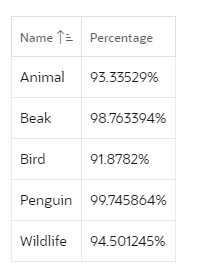 Name Percentage
Animal 93.33529%
Beak 98.763394%
Bird 91.8782%
Penguin 99.745864%
Wildlife 94.501245%